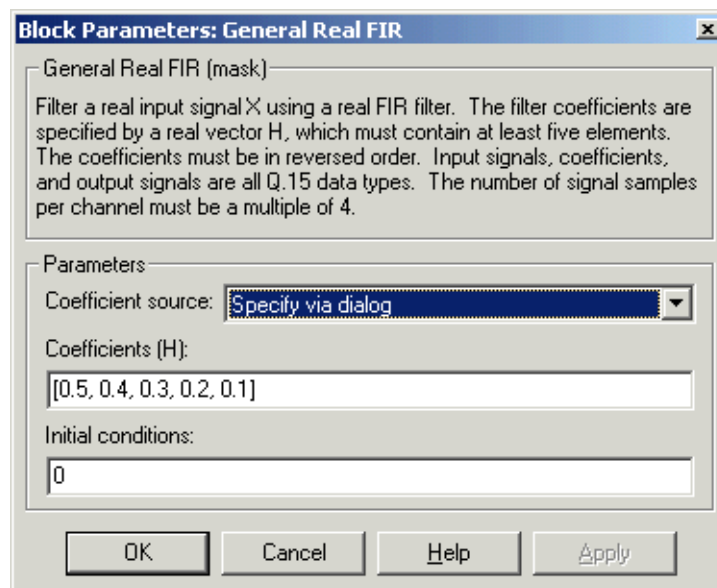 Block Parameters: General Real FIR
General Real FIR (mask)
Filter a real input signal X using a real FIR filter. The filter coefficients are
specified by a real vector H, which must contain at least five elements.
The coefficients must be in reversed order. Input signals, coefficients,
and output signals are all Q.15 data types. The number of signal samples
per channel must be a multiple of 4.
Parameters
Coefficient source: Specify via dialog
Coefficients (H):
[0.5, 0.4, 0.3, 0.2, 0.1]
Initial conditions:
0
OK Cancel Help Apply